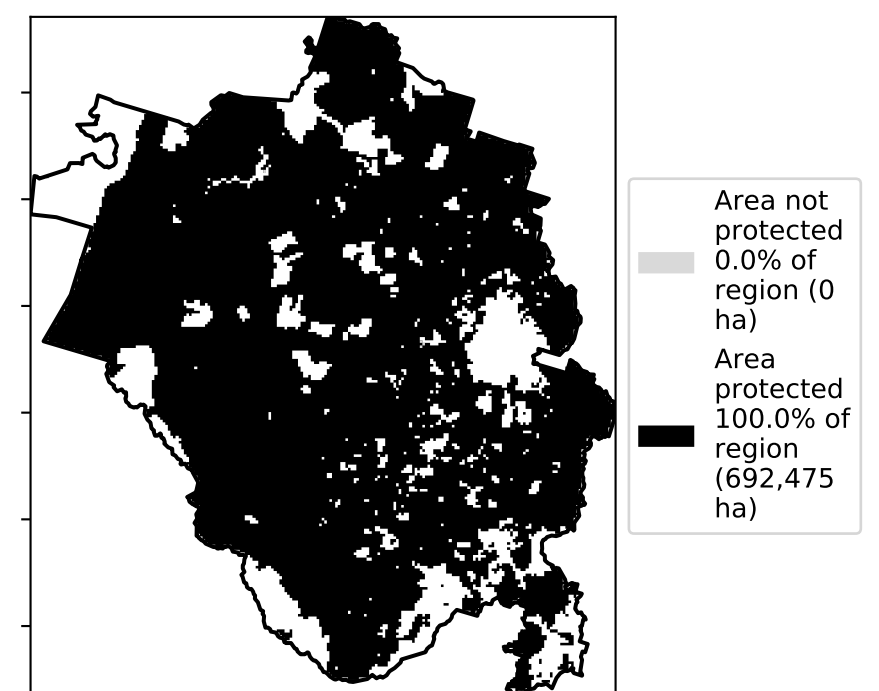 Area not
protected
0.0% of
region (0
ha)
Area
protected
100.0% of
region
(692,475
ha)